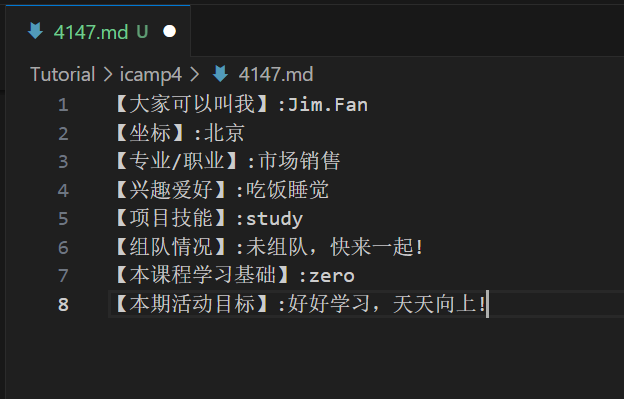 4147.md U
Tutorial > icamp4 > 4147.md
1 【大家可以叫我】:Jim.Fan
2 【坐标】:北京
3 【专业/职业】:市场销售
4 【兴趣爱好】:吃饭睡觉
5 【项目技能】:study
6 【组队情况】:未组队，快来一起!
7 【本课程学习基础】:zero
8 【本期活动目标】:好好学习，天天向上!